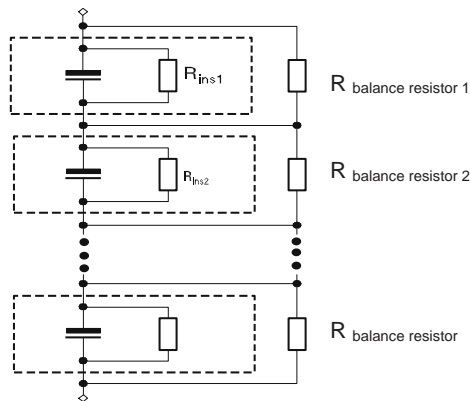 Rins1
R balance resistor 1
RIns2
R balance resistor 2
R balance resistor